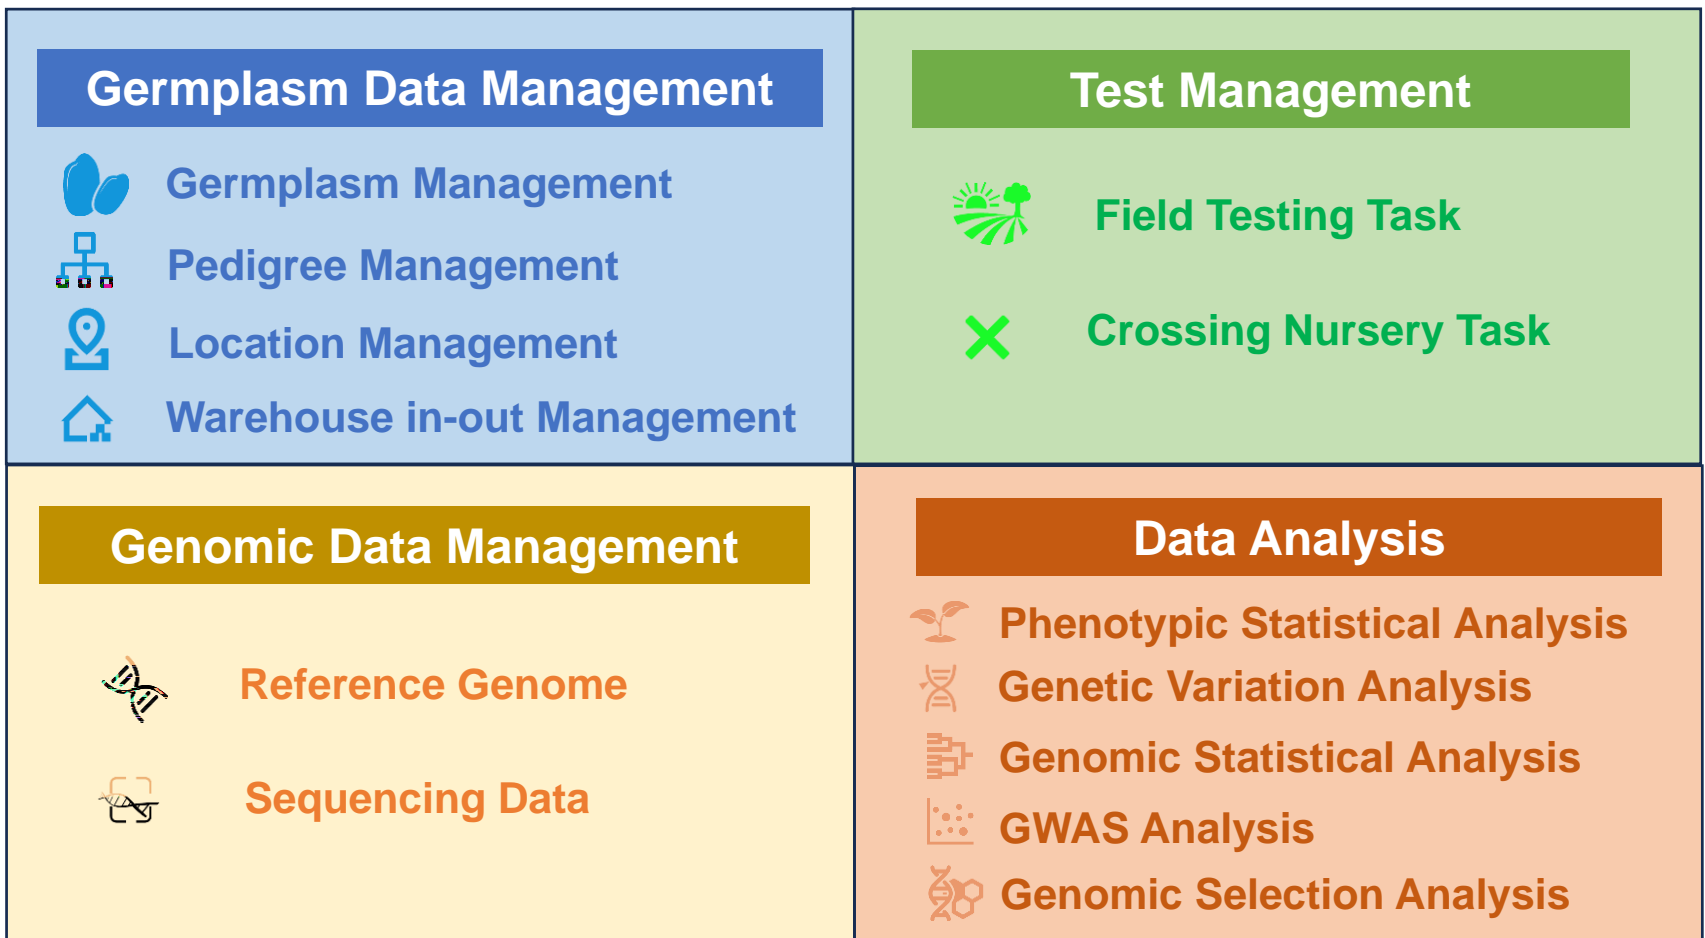 Germplasm Data Management
Germplasm Management
Pedigree Management
Location Management
Warehouse in-out Management
Test Management
Field Testing Task
Crossing Nursery Task
Genomic Data Management
Reference Genome
Sequencing Data
Data Analysis
Phenotypic Statistical Analysis
Genetic Variation Analysis
Genomic Statistical Analysis
GWAS Analysis
Genomic Selection Analysis